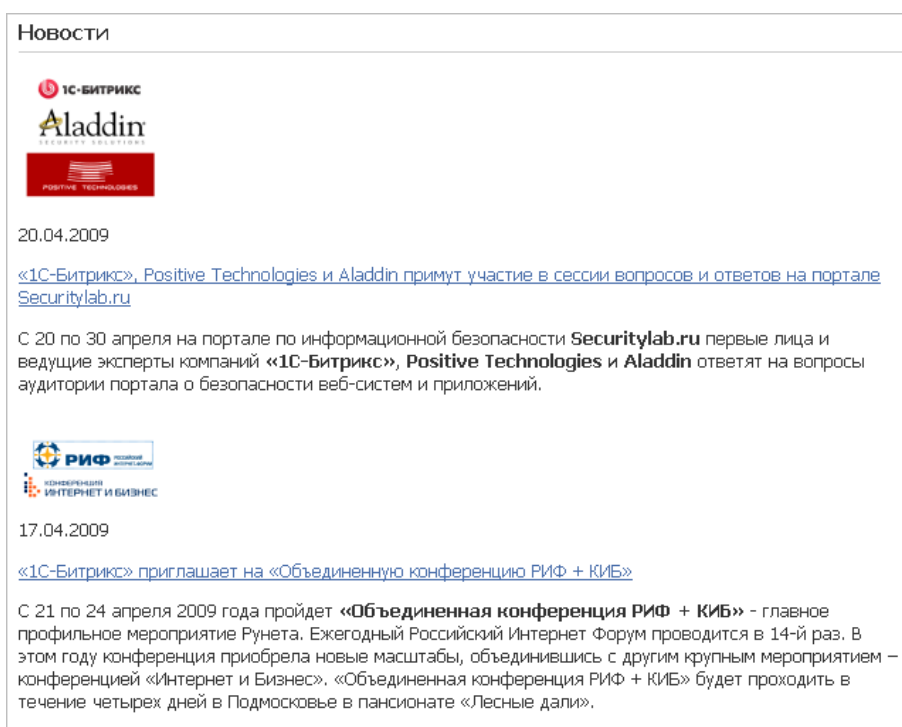 Новости
1С-БИТРИКС
Aladdin
SECURITY SOLUTIONS
POSITIVE TECHNOLOGIES
20.04.2009
«1С-Битрикс», Positive Technologies и Aladdin примут участие в сессии вопросов и ответов на портале
Securitylab.ru
С 20 по 30 апреля на портале по информационной безопасности Securitylab.ru первые лица и
ведущие эксперты компаний «1С-Битрикс», Positive Technologies и Aladdin ответят на вопросы
аудитории портала о безопасности веб-систем и приложений.
РИФ РОССИЙСКИЙ
ИНТЕРНЕТ-ФОРУМ
КОНФЕРЕНЦИЯ
ИНТЕРНЕТ И БИЗНЕС
17.04.2009
«1С-Битрикс» приглашает на «Объединенную конференцию РИФ + КИБ»
С 21 по 24 апреля 2009 года пройдет «Объединенная конференция РИФ + КИБ» - главное
профильное мероприятие Рунета. Ежегодный Российский Интернет Форум проводится в 14-й раз. В
этом году конференция приобрела новые масштабы, объединившись с другим крупным мероприятием –
конференцией «Интернет и Бизнес». «Объединенная конференция РИФ + КИБ» будет проходить в
течение четырех дней в Подмосковье в пансионате «Лесные дали».